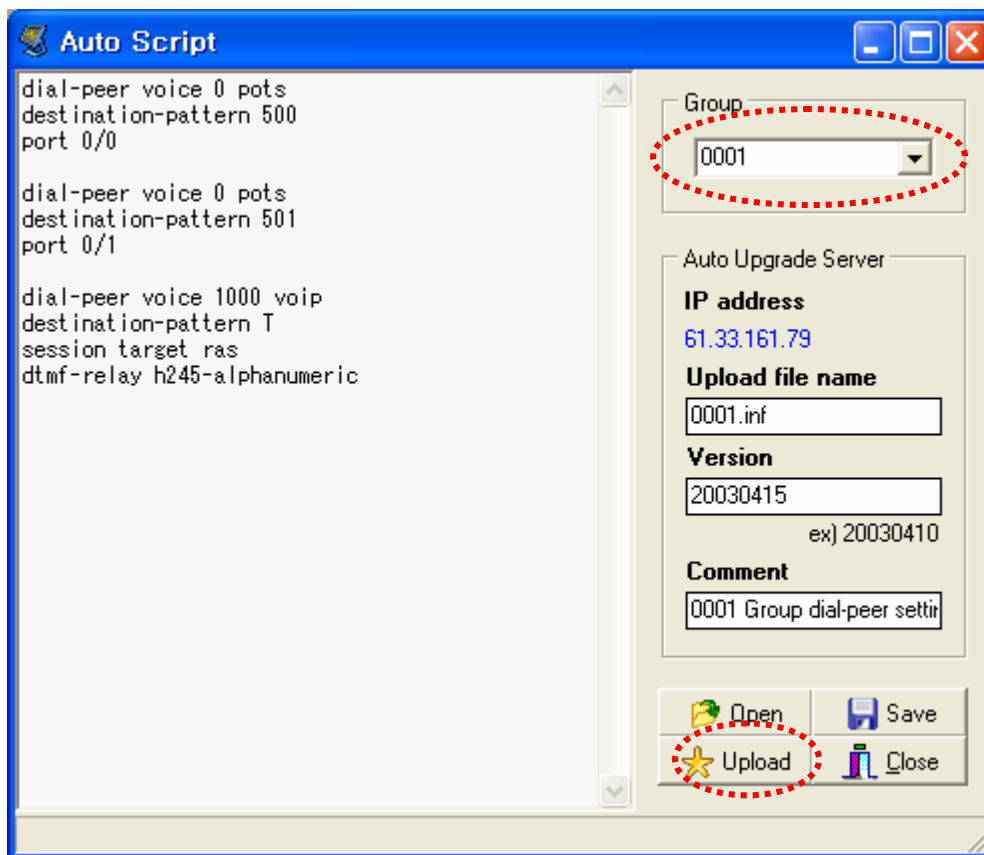 Auto Script
dial-peer voice 0 pots
destination-pattern 500
port 0/0
dial-peer voice 0 pots
destination-pattern 501
port 0/1
dial-peer voice 1000 voip
destination-pattern T
session target ras
dtmf-relay h245-alphanumeric
Group
0001
Auto Upgrade Server
IP address
61.33.161.79
Upload file name
0001.inf
Version
20030415
ex) 20030410
Comment
0001 Group dial-peer settin
Open
Save
Upload
Close